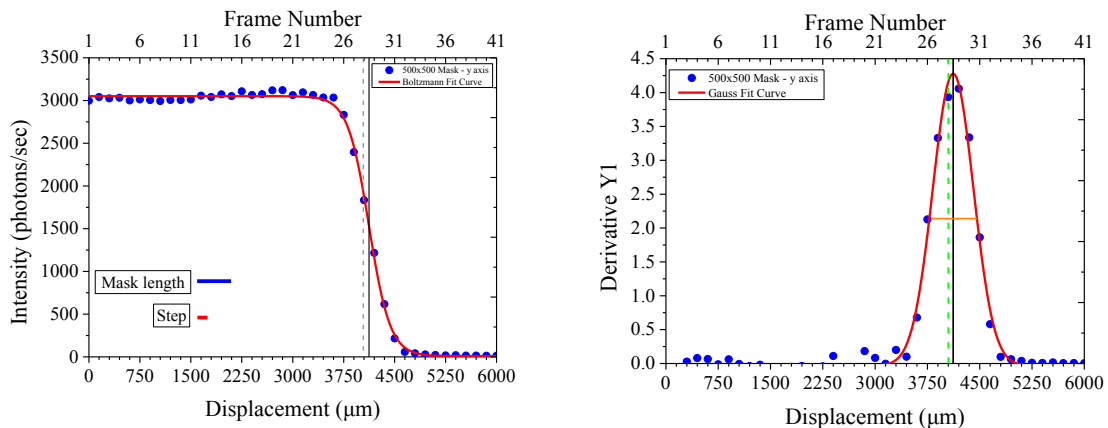 Frame Number
1 6 11 16 21 26 31 36 41
3500
3000
2500
2000
1500
1000
500
0
Intensity (photons/sec)
500x500 Mask - y axis
Boltzmann Fit Curve
Mask length
Step
0 750 1500 2250 3000 3750 4500 5250 6000
Displacement (μm)
Frame Number
1 6 11 16 21 26 31 36 41
4.5
4.0
3.5
3.0
2.5
2.0
1.5
1.0
0.5
0.0
Derivative Y1
500x500 Mask - y axis
Gauss Fit Curve
0 750 1500 2250 3000 3750 4500 5250 6000
Displacement (μm)